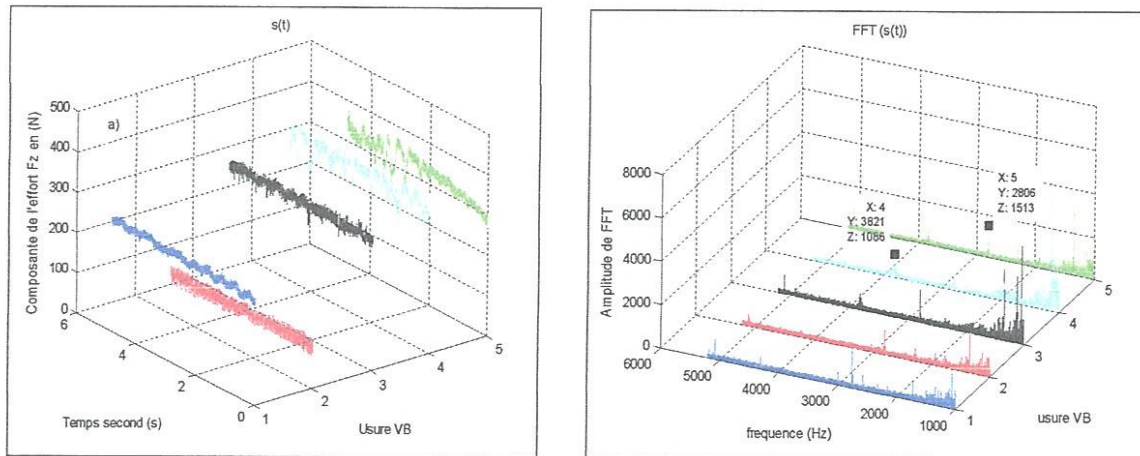 s(t)
a)
Composante de l'effort Fz en (N)
500
400
300
200
100
0
6
4
2
0
Temps second (s)
1
2
3
4
5
Usure VB
FFT (s(t))
Amplitude de FFT
8000
6000
4000
2000
0
X: 5
Y: 2806
Z: 1513
X: 4
Y: 3821
Z: 1066
6000
5000
4000
3000
2000
1000
frequence (Hz)
1
2
3
4
5
usure VB